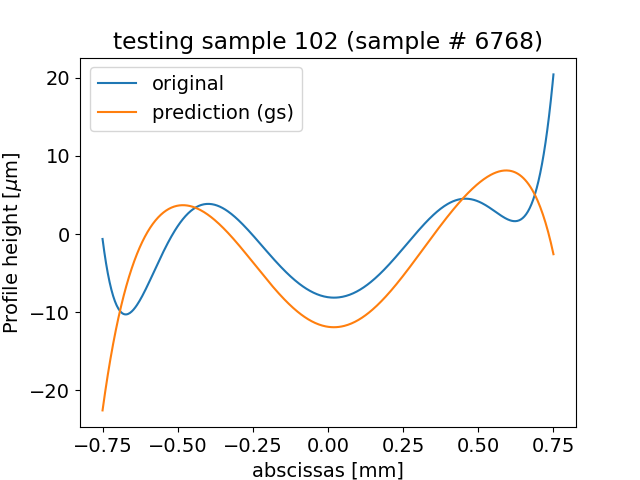 testing sample 102 (sample # 6768)
original
prediction (gs)
Profile height [μm]
20
10
0
−10
−20
−0.75 −0.50 −0.25 0.00 0.25 0.50 0.75
abscissas [mm]